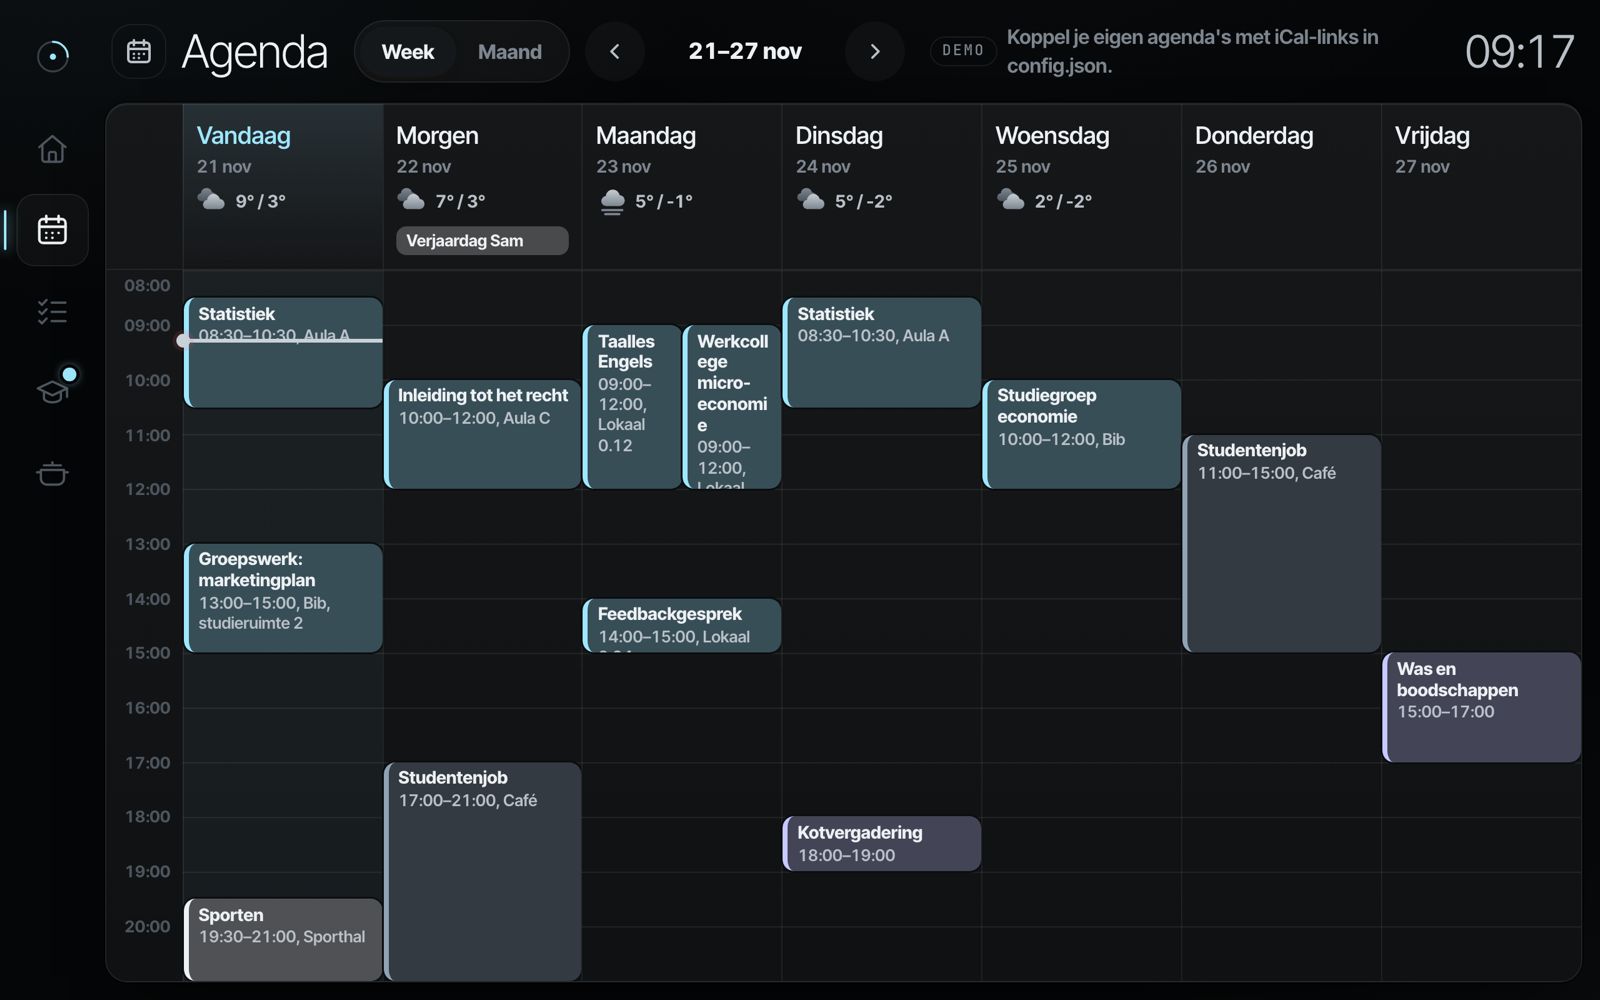 Agenda
Week
Maand
21–27 nov
DEMO
Koppel je eigen agenda's met iCal-links in
config.json.
09:17
Vandaag
21 nov
9° / 3°
Morgen
22 nov
7° / 3°
Verjaardag Sam
Maandag
23 nov
5° / -1°
Dinsdag
24 nov
5° / -2°
Woensdag
25 nov
2° / -2°
Donderdag
26 nov
Vrijdag
27 nov
08:00
09:00
10:00
11:00
12:00
13:00
14:00
15:00
16:00
17:00
18:00
19:00
20:00
Statistiek
08:30–10:30, Aula A
Groepswerk:
marketingplan
13:00–15:00, Bib,
studieruimte 2
Sporten
19:30–21:00, Sporthal
Inleiding tot het recht
10:00–12:00, Aula C
Studentenjob
17:00–21:00, Café
Taalles
Engels
09:00–
12:00,
Lokaal
0.12
Werkcoll
ege
micro-
economi
e
09:00–
12:00,
Lokaal
Feedbackgesprek
14:00–15:00, Lokaal
Statistiek
08:30–10:30, Aula A
Kotvergadering
18:00–19:00
Studiegroep
economie
10:00–12:00, Bib
Studentenjob
11:00–15:00, Café
Was en
boodschappen
15:00–17:00